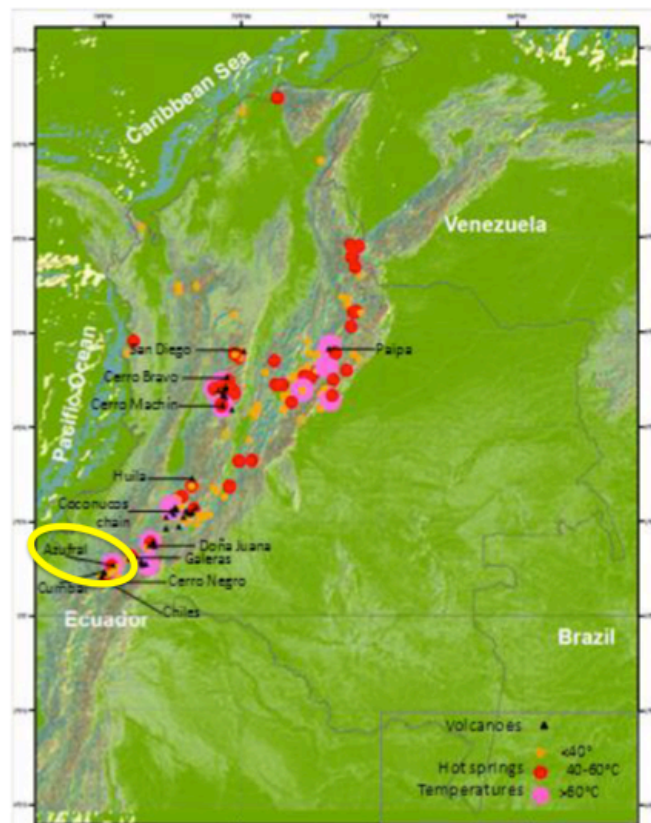 Caribbean Sea
Venezuela
Pacific Ocean
San Diego
Paipa
Cerro Bravo
Cerro Machin
Huila
Coconucos
chain
Azufral
Doña Juana
Galeras
Cumbal
Cerro Negro
Chiles
Ecuador
Brazil
Volcanoes
<40°
Hot springs 40-60°C
Temperatures >60°C